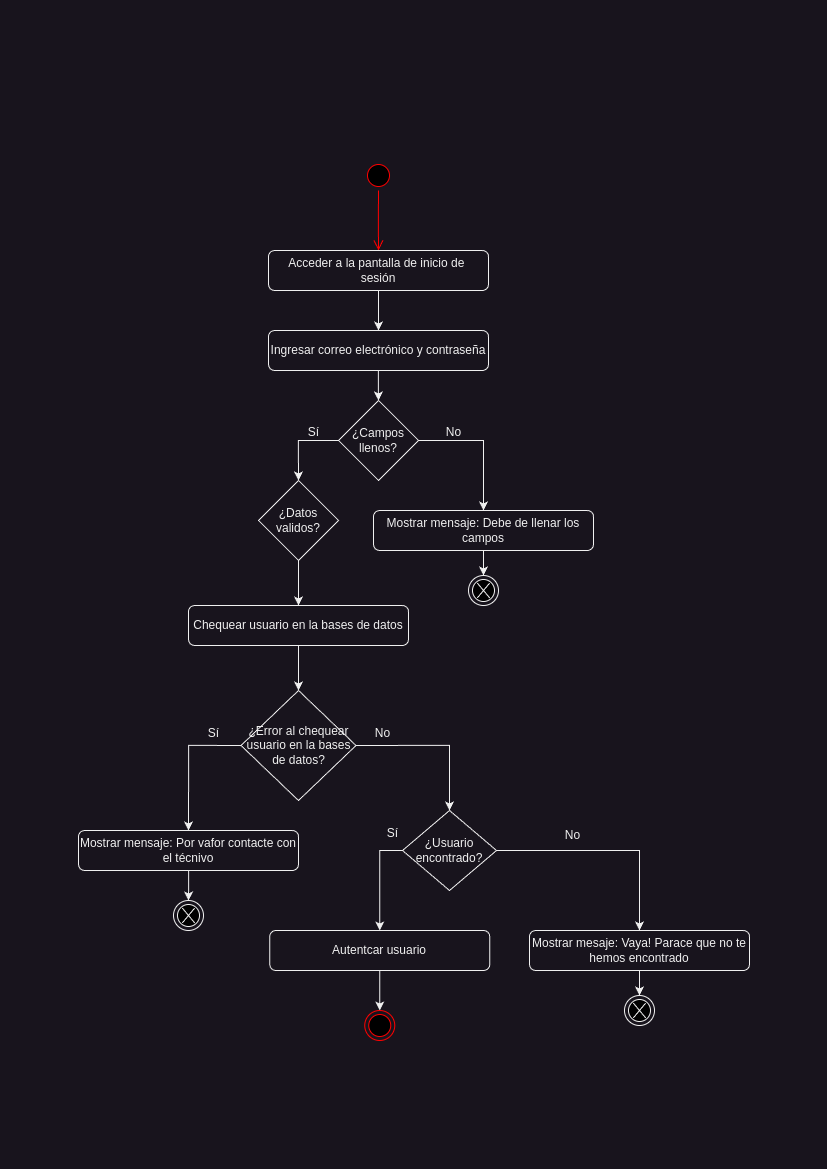 Acceder a la pantalla de inicio de
sesión
Ingresar correo electrónico y contraseña
Sí
¿Campos
llenos?
No
¿Datos
validos?
Mostrar mensaje: Debe de llenar los
campos
Chequear usuario en la bases de datos
Sí
¿Error al chequear
usuario en la bases
de datos?
No
Mostrar mensaje: Por vafor contacte con
el técnivo
Sí
¿Usuario
encontrado?
No
Autentcar usuario
Mostrar mesaje: Vaya! Parace que no te
hemos encontrado